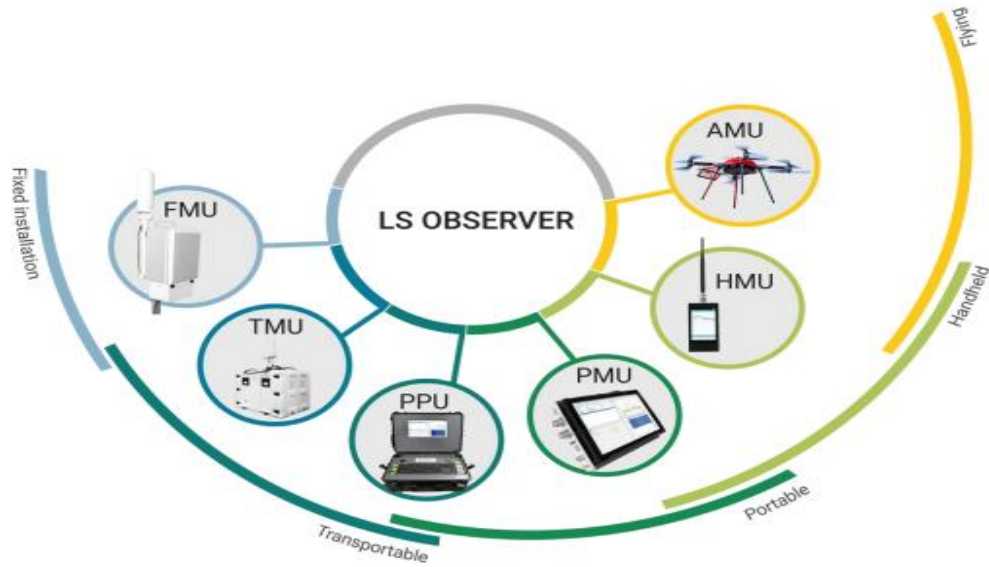 Flying
AMU
LS OBSERVER
Fixed installation
FMU
HMU
Handheld
TMU
PMU
PPU
Portable
Transportable